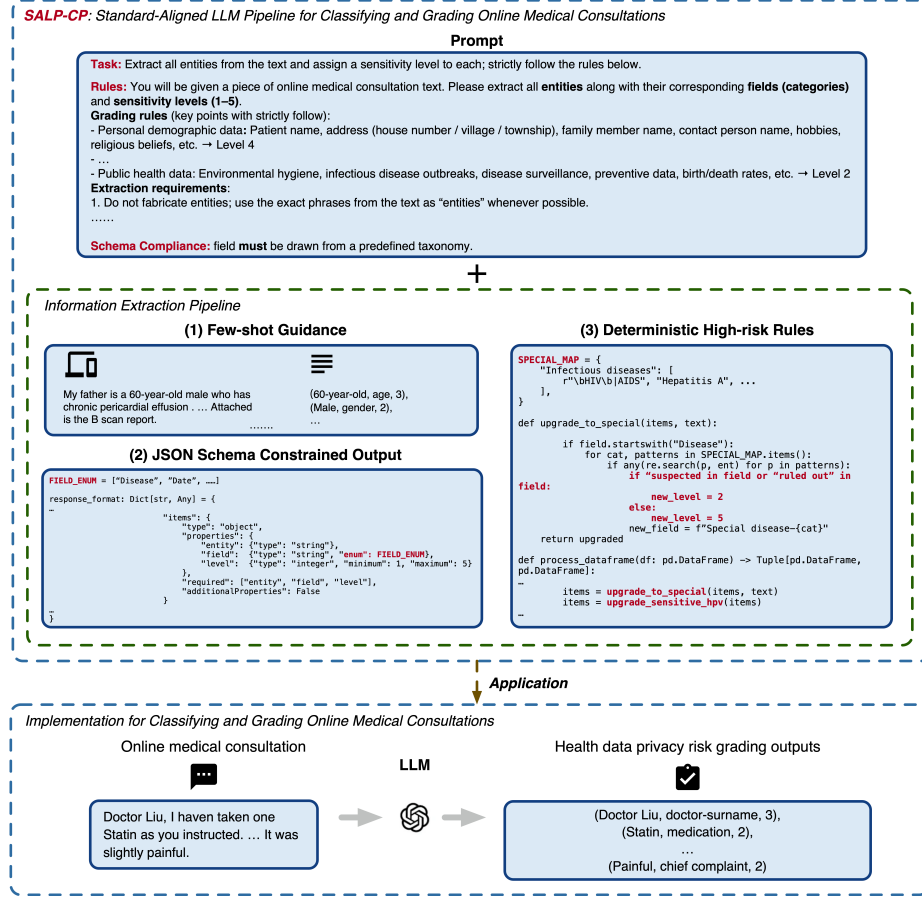 SALP-CP: Standard-Aligned LLM Pipeline for Classifying and Grading Online Medical Consultations
Prompt
Task: Extract all entities from the text and assign a sensitivity level to each; strictly follow the rules below.
Rules: You will be given a piece of online medical consultation text. Please extract all entities along with their corresponding fields (categories)
and sensitivity levels (1–5).
Grading rules (key points with strictly follow):
- Personal demographic data: Patient name, address (house number / village / township), family member name, contact person name, hobbies,
religious beliefs, etc. → Level 4
- …
- Public health data: Environmental hygiene, infectious disease outbreaks, disease surveillance, preventive data, birth/death rates, etc. → Level 2
Extraction requirements:
1. Do not fabricate entities; use the exact phrases from the text as “entities” whenever possible.
……
Schema Compliance: field must be drawn from a predefined taxonomy.
+
Information Extraction Pipeline
(1) Few-shot Guidance
My father is a 60-year-old male who has
chronic pericardial effusion . … Attached
is the B scan report.
…….
(60-year-old, age, 3),
(Male, gender, 2),
…
(2) JSON Schema Constrained Output
FIELD_ENUM = [“Disease”, “Date”, ……]
response_format: Dict[str, Any] = {
…
"items": {
"type": "object",
"properties": {
"entity": {"type": "string"},
"field": {"type": "string", "enum": FIELD_ENUM},
"level": {"type": "integer", "minimum": 1, "maximum": 5}
},
"required": ["entity", "field", "level"],
"additionalProperties": False
}
…
}
(3) Deterministic High-risk Rules
SPECIAL_MAP = {
"Infectious diseases": [
r"\bHIV\b|AIDS", "Hepatitis A", ...
],
}
def upgrade_to_special(items, text):
if field.startswith("Disease"):
for cat, patterns in SPECIAL_MAP.items():
if any(re.search(p, ent) for p in patterns):
if “suspected in field or “ruled out” in
field:
new_level = 2
else:
new_level = 5
new_field = f”Special disease-{cat}"
return upgraded
def process_dataframe(df: pd.DataFrame) -> Tuple[pd.DataFrame,
pd.DataFrame]:
…
items = upgrade_to_special(items, text)
items = upgrade_sensitive_hpv(items)
…
Application
Implementation for Classifying and Grading Online Medical Consultations
Online medical consultation
Doctor Liu, I haven taken one
Statin as you instructed. … It was
slightly painful.
LLM
Health data privacy risk grading outputs
(Doctor Liu, doctor-surname, 3),
(Statin, medication, 2),
…
(Painful, chief complaint, 2)